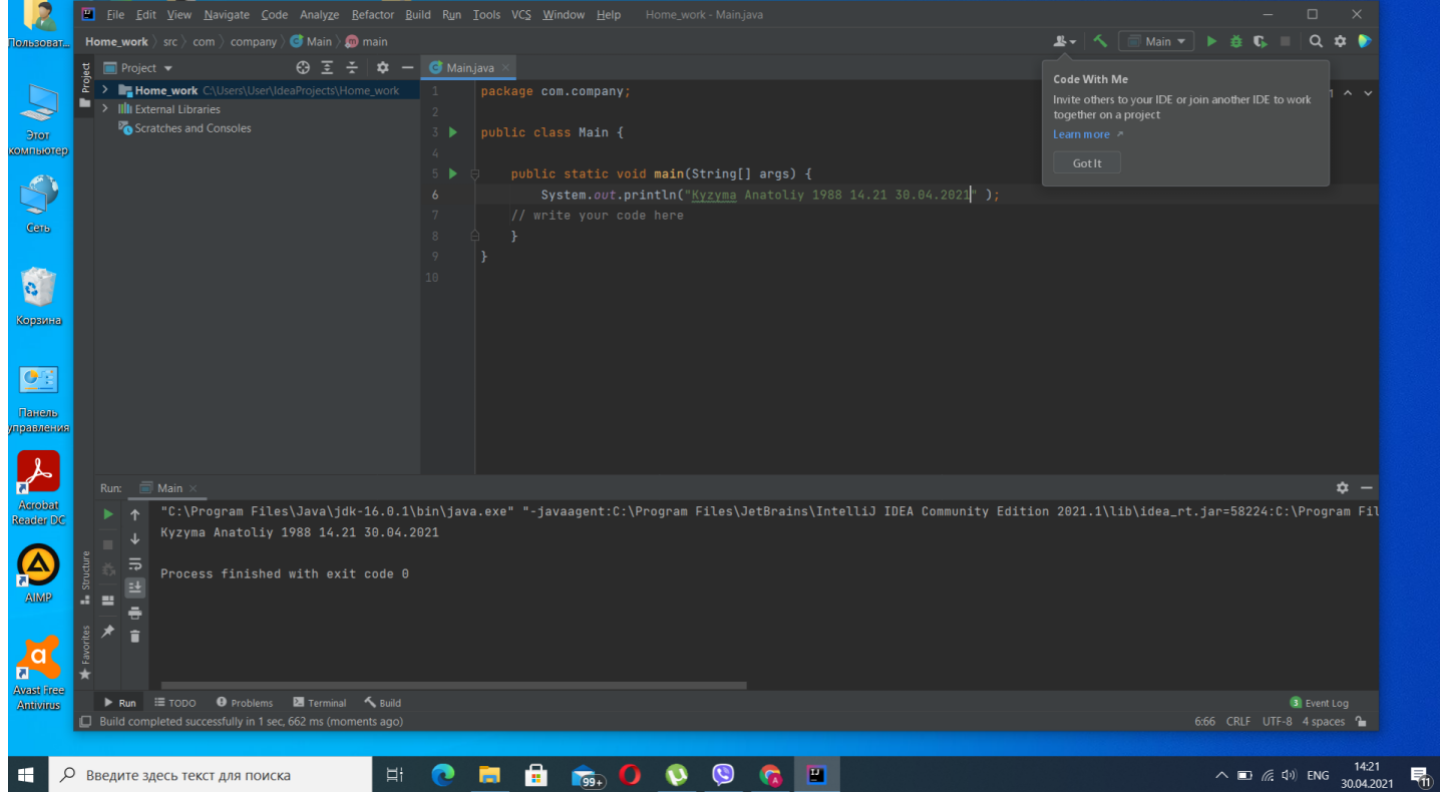 File Edit View Navigate Code Analyze Refactor Build Run Tools VCS Window Help Home_work - Main.java
Пользоват...
Home_work src com company Main main
Main
Project
Project
Main.java
Home_work C:\Users\User\IdeaProjects\Home_work
External Libraries
Scratches and Consoles
1 package com.company;
2
3 public class Main {
4
5 public static void main(String[] args) {
6 System.out.println("Kyzyma Anatoliy 1988 14.21 30.04.2021" );
7 // write your code here
8 }
9 }
10
Code With Me
Invite others to your IDE or join another IDE to work
together on a project
Learn more
Got It
1
Этот
компьютер
Сеть
Корзина
Панель
управления
Acrobat
Reader DC
AIMP
Avast Free
Antivirus
Run: Main
"C:\Program Files\Java\jdk-16.0.1\bin\java.exe" "-javaagent:C:\Program Files\JetBrains\IntelliJ IDEA Community Edition 2021.1\lib\idea_rt.jar=58224:C:\Program Fil
Kyzyma Anatoliy 1988 14.21 30.04.2021
Process finished with exit code 0
Structure
Favorites
Run TODO Problems Terminal Build
3 Event Log
Build completed successfully in 1 sec, 662 ms (moments ago)
6:66 CRLF UTF-8 4 spaces
Введите здесь текст для поиска
99+
ENG
14:21
30.04.2021
11